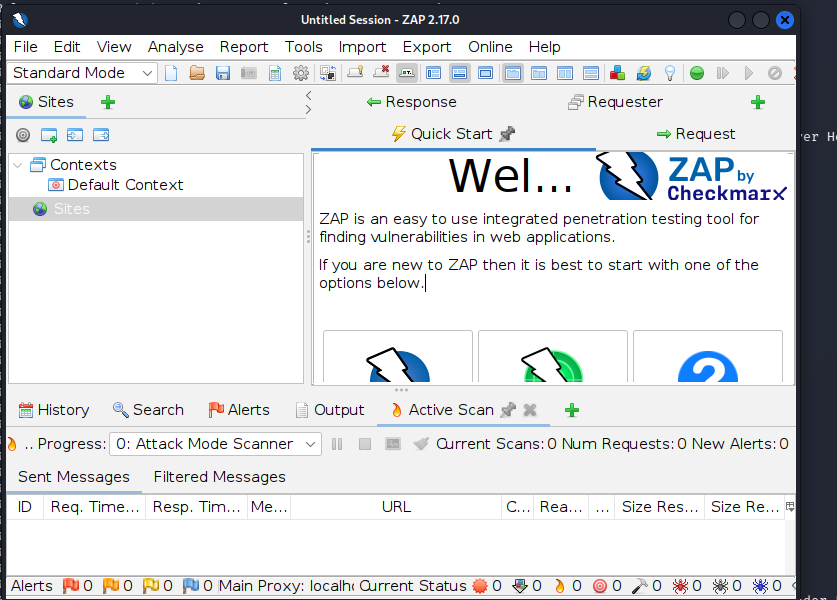 Untitled Session - ZAP 2.17.0
File Edit View Analyse Report Tools Import Export Online Help
Standard Mode
Sites
Response Requester
Quick Start Request
Contexts
Default Context
Sites
Wel... ZAP by Checkmarx
ZAP is an easy to use integrated penetration testing tool for
finding vulnerabilities in web applications.
If you are new to ZAP then it is best to start with one of the
options below.
History Search Alerts Output Active Scan
.. Progress: 0: Attack Mode Scanner Current Scans: 0 Num Requests: 0 New Alerts: 0
Sent Messages Filtered Messages
ID Req. Time... Resp. Tim... Me... URL C... Rea... ... Size Res... Size Re...
Alerts 0 0 0 0 Main Proxy: localh Current Status 0 0 0 0 0 0 0 0